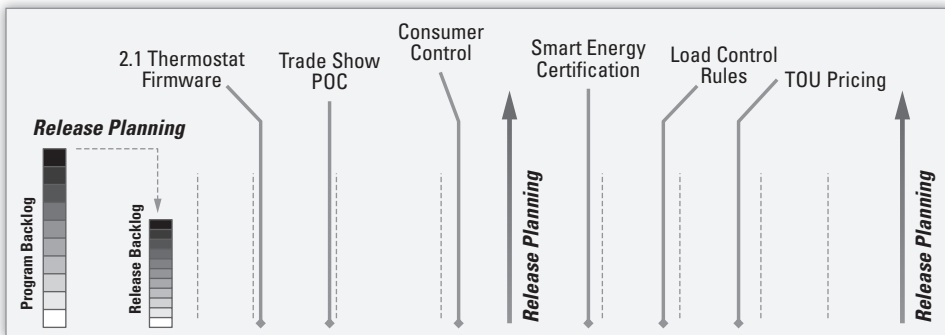 2.1 Thermostat
Firmware
Trade Show
POC
Consumer
Control
Smart Energy
Certification
Load Control
Rules
TOU Pricing
Release Planning
Program Backlog
Release Backlog
Release Planning
Release Planning